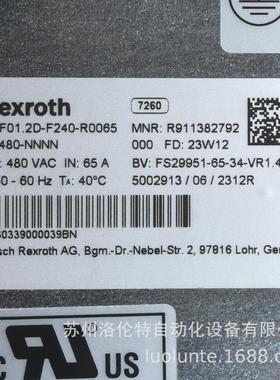 exroth
7260
F01.2D-F240-R0065
MNR: R911382792
480-NNNN
000 FD: 23W12
: 480 VAC IN: 65 A
BV: FS29951-65-34-VR1.4
0 - 60 Hz TA: 40°C
5002913 / 06 / 2312R
60339000039BN
sch Rexroth AG, Bgm.-Dr.-Nebel-Str. 2, 97816 Lohr, Ger
苏州洛伦特自动化设备有限公
luolunte.1688.c
C
UR
US